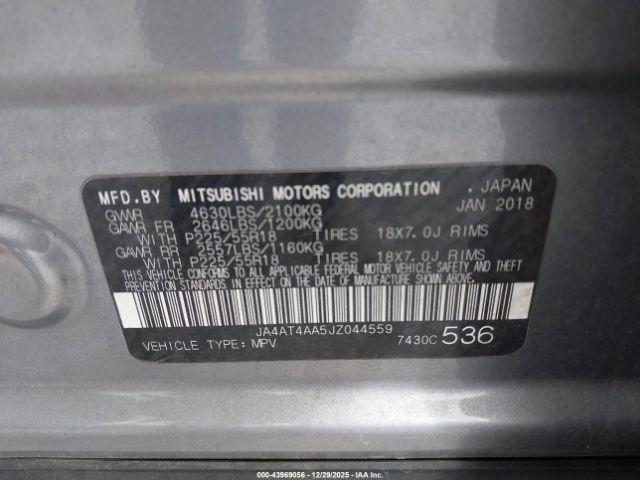 MFD.BY MITSUBISHI MOTORS CORPORATION . JAPAN
GVWR 4630LBS/2100KG JAN 2018
GAWR FR 2646LBS/1200KG
WITH P225/55R18 TIRES 18X7.0J RIMS
GAWR RR 2557LBS/1160KG
WITH P225/55R18 TIRES 18X7.0J RIMS
THIS VEHICLE CONFORMS TO ALL APPLICABLE FEDERAL MOTOR VEHICLE SAFETY AND THEFT
PREVENTION STANDARDS IN EFFECT ON THE DATE OF MANUFACTURE SHOWN ABOVE.
JA4AT4AA5JZ044559
VEHICLE TYPE: MPV 7430C 536
000-43969056 - 12/29/2025 - IAAI.COM